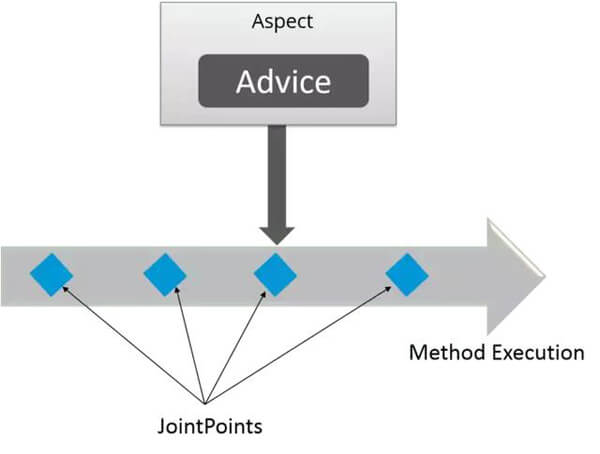 Aspect
Advice
Method Execution
JointPoints